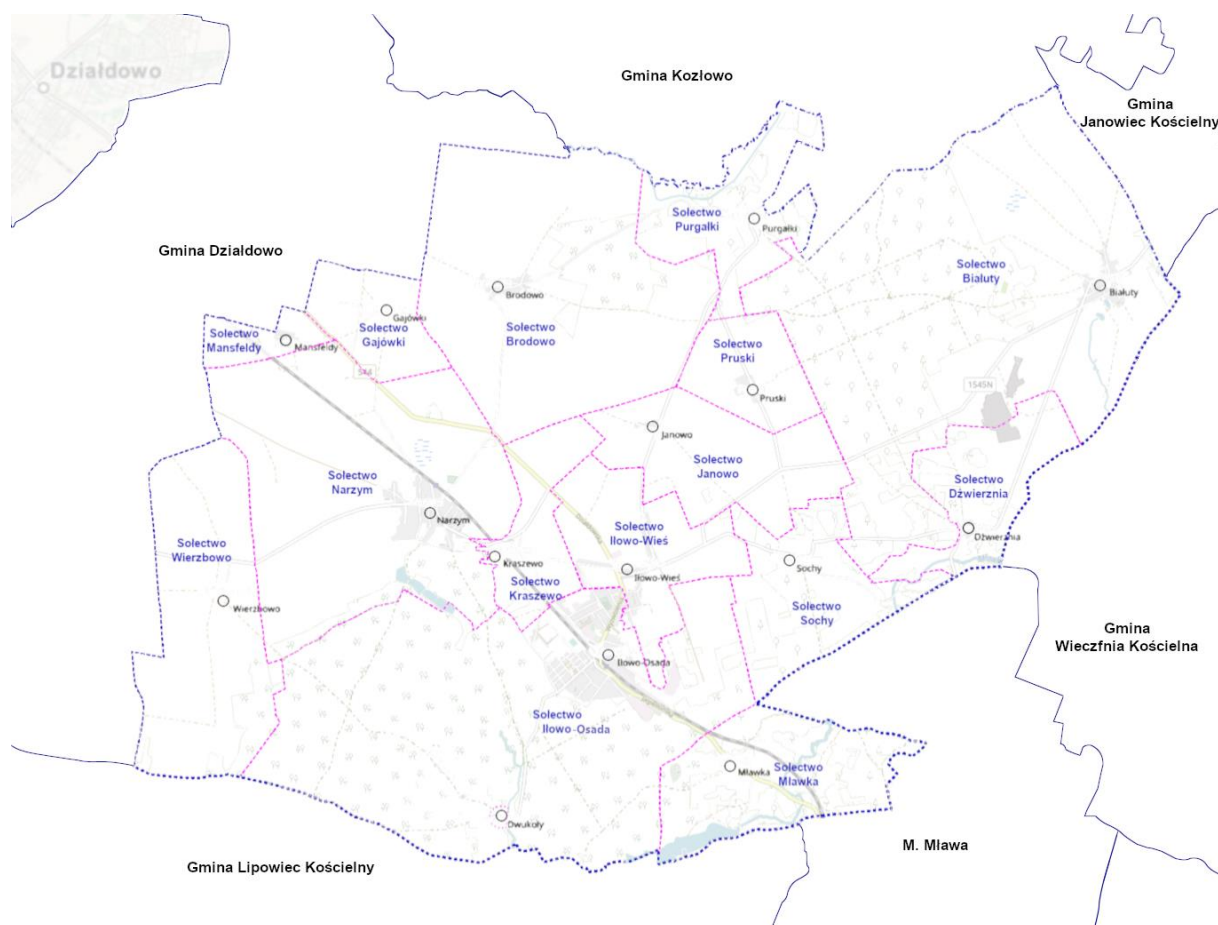 Działdowo
Gmina Kozłowo
Gmina
Janowiec Kościelny
Sołectwo
Purgałki
Purgałki
Gmina Działdowo
Sołectwo
Białuty
Białuty
Brodowo
Gajówki
Sołectwo
Gajówki
Sołectwo
Brodowo
Sołectwo
Mansfeldy
Mansfeldy
Sołectwo
Pruski
Pruski
544
1545N
Janowo
Sołectwo
Janowo
Sołectwo
Narzym
Narzym
Sołectwo
Dźwierznia
Dźwierznia
Sołectwo
Iłowo-Wieś
Iłowo-Wieś
Sołectwo
Wierzbowo
Wierzbowo
Kraszewo
Sołectwo
Kraszewo
Sochy
Sołectwo
Sochy
Gmina
Wieczfnia Kościelna
Iłowo-Osada
Sołectwo
Iłowo-Osada
Mławka
Sołectwo
Mławka
Dwukoły
Gmina Lipowiec Kościelny
M. Mława